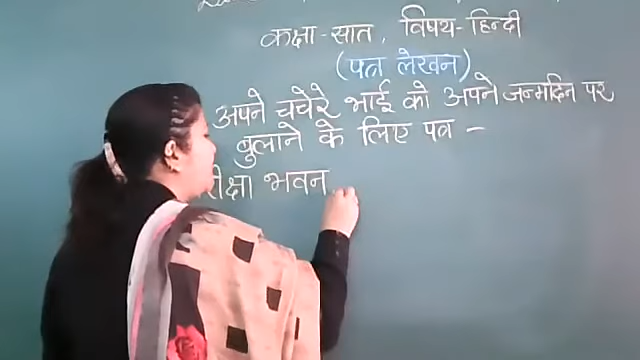 कक्षा - सात, विषय - हिन्दी
(पत्र लेखन)
अपने चचेरे भाई को अपने जन्मदिन पर
बुलाने के लिए पत्र -
रीक्षा भवन